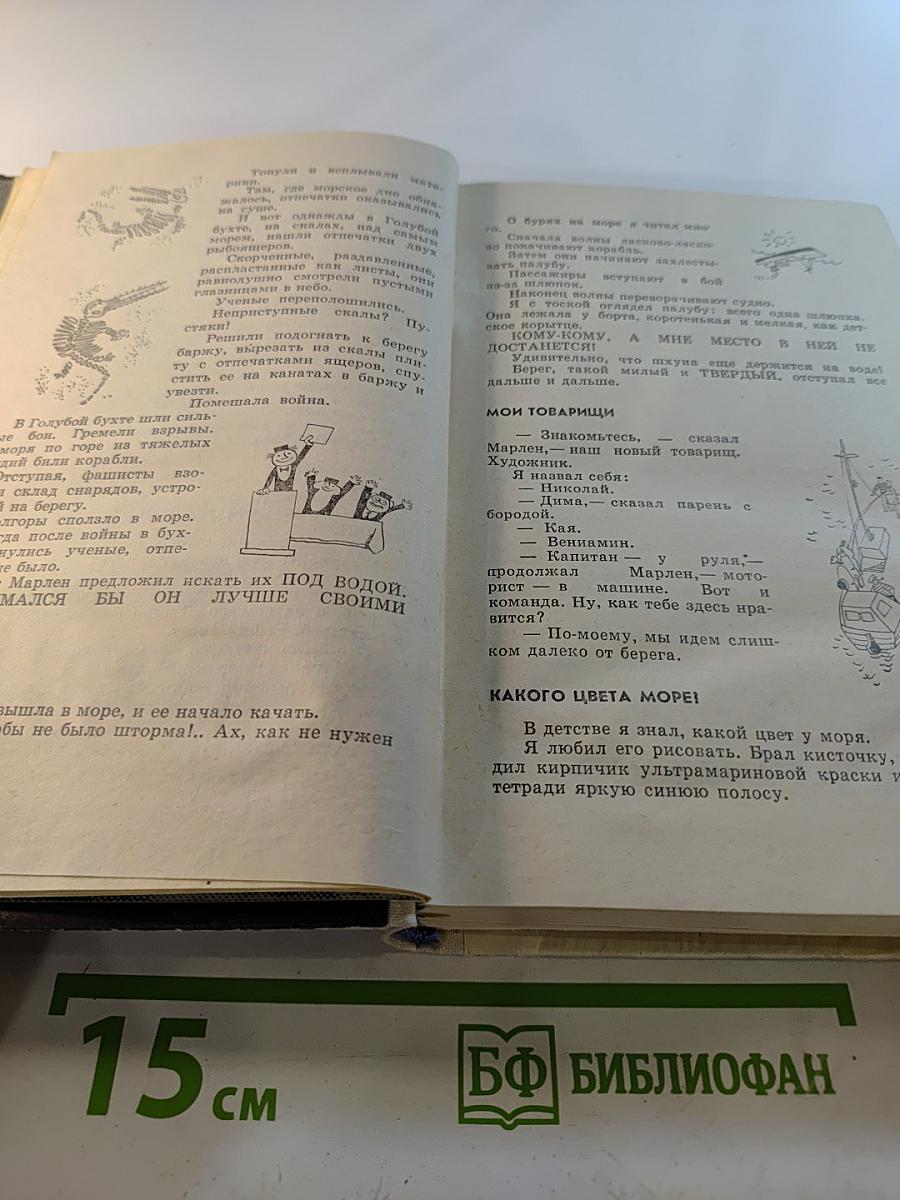 Тонули и всплывали мате-
рики.
Там, где морское дно обна-
жалось, отпечатки оказывались
на суше.
И вот однажды в Голубой
бухте, на скалах, над самым
морем, нашли отпечатки двух
рыбоящеров.
Скорченные, раздавленные,
распластанные как листы, они
равнодушно смотрели пустыми
глазницами в небо.
Ученые переполошились.
Неприступные скалы? Пу-
стяки!
Решили подогнать к берегу
баржу, вырезать из скалы пли-
ту с отпечатками ящеров, спу-
стить ее на канатах в баржу и
увезти.
Помешала война.
В Голубой бухте шли силь-
ые бои. Гремели взрывы.
моря по горе из тяжелых
дий били корабли.
Отступая, фашисты взо-
и склад снарядов, устро-
й на берегу.
олгоры сползло в море.
гда после войны в бух-
нулись ученые, отпе-
не было.
Марлен предложил искать их ПОД ВОДОЙ.
МАЛСЯ БЫ ОН ЛУЧШЕ СВОИМИ
вышла в море, и ее начало качать.
обы не было шторма!.. Ах, как не нужен
О бурях на море я читал мно-
го.
Сначала волны ласково-ласко-
во покачивают корабль.
Затем они начинают захлесты-
вать палубу.
Пассажиры вступают в бой
из-за шлюпок.
Наконец волны переворачивают судно.
Я с тоской оглядел палубу: всего одна шлюпка.
Она лежала у борта, коротенькая и мелкая, как дет-
ское корытце.
КОМУ-КОМУ, А МНЕ МЕСТО В НЕЙ НЕ
ДОСТАНЕТСЯ!
Удивительно, что шхуна еще держится на воде!
Берег, такой милый и ТВЕРДЫЙ, отступал все
дальше и дальше.
МОИ ТОВАРИЩИ
— Знакомьтесь, — сказал
Марлен,— наш новый товарищ.
Художник.
Я назвал себя:
— Николай.
— Дима,— сказал парень с
бородой.
— Кая.
— Вениамин.
— Капитан — у руля,—
продолжал Марлен,— мото-
рист — в машине. Вот и
команда. Ну, как тебе здесь нра-
вится?
— По-моему, мы идем слиш-
ком далеко от берега.
КАКОГО ЦВЕТА МОРЕ?
В детстве я знал, какой цвет у моря.
Я любил его рисовать. Брал кисточку,
дил кирпичик ультрамариновой краски и
тетради яркую синюю полосу.
15 см
БФ БИБЛИОФАН